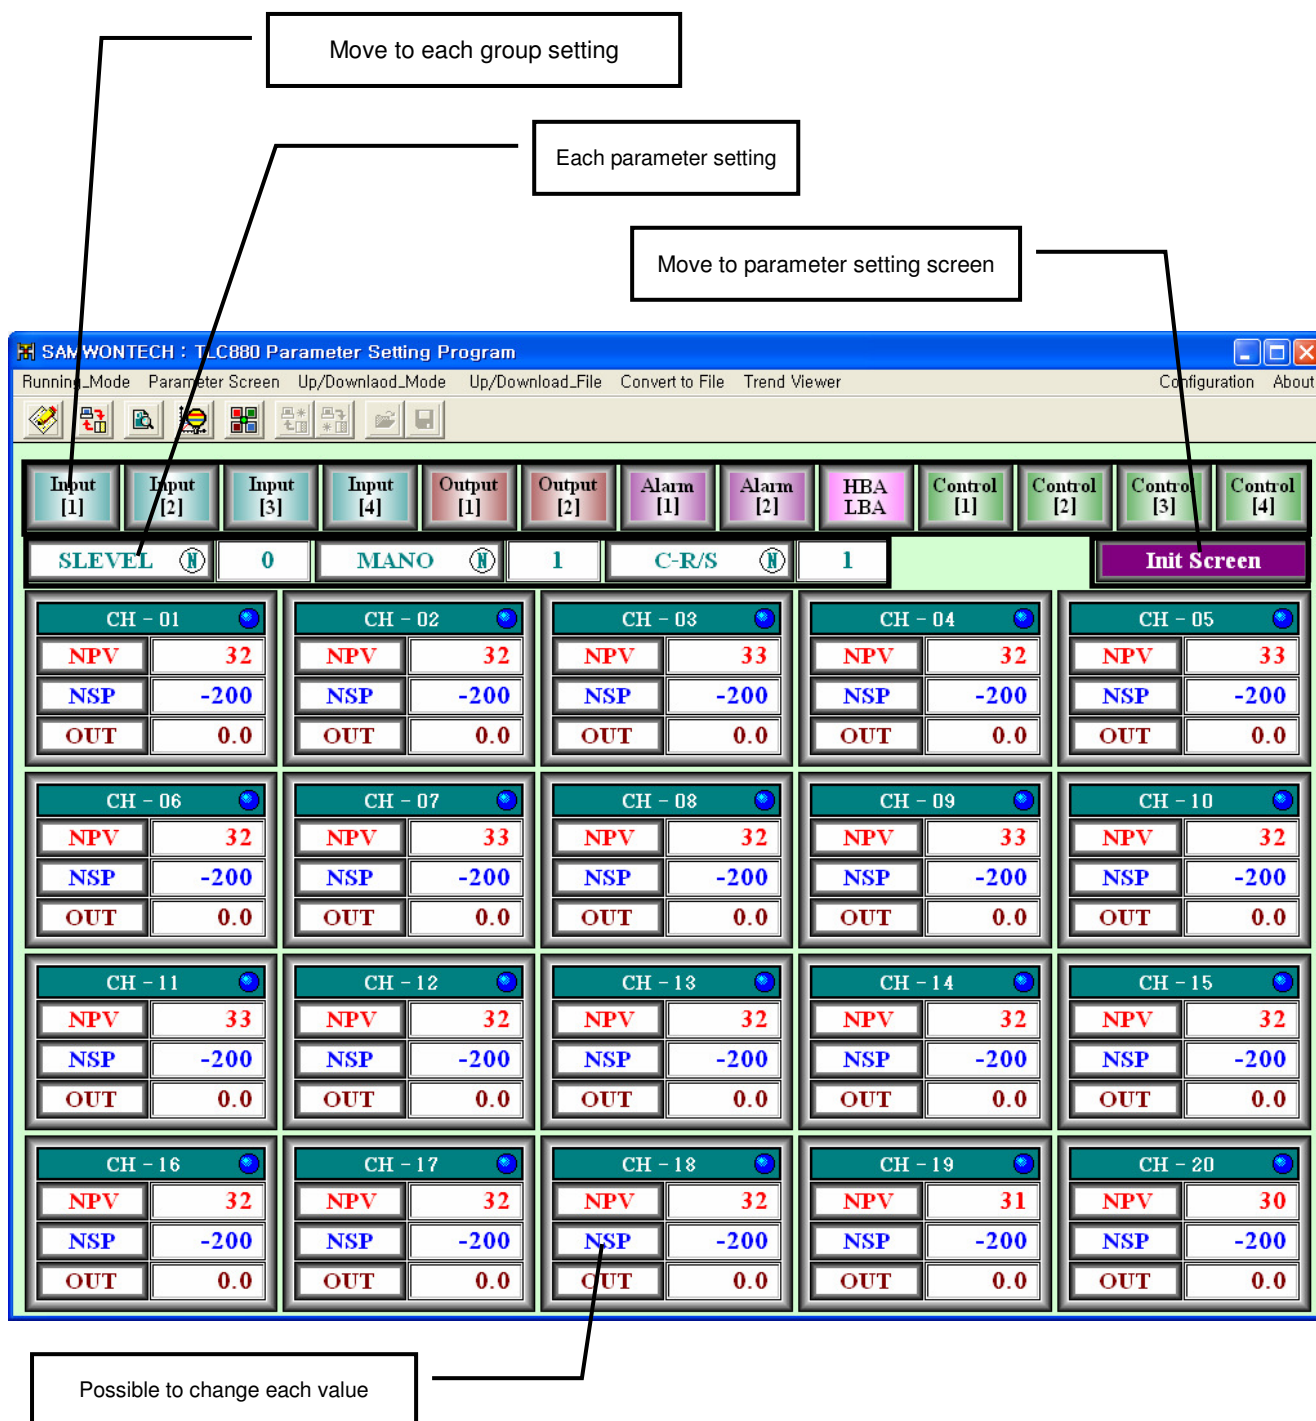 Move to each group setting
Each parameter setting
Move to parameter setting screen
SAMWONTECH : TLC880 Parameter Setting Program
Running_Mode Parameter Screen Up/Downlaod_Mode Up/Download_File Convert to File Trend Viewer Configuration About
Input [1] Input [2] Input [3] Input [4] Output [1] Output [2] Alarm [1] Alarm [2] HBA LBA Control [1] Control [2] Control [3] Control [4]
SLEVEL N 0 MANO N 1 C-R/S N 1 Init Screen
CH - 01 CH - 02 CH - 03 CH - 04 CH - 05
NPV 32 NPV 32 NPV 33 NPV 32 NPV 33
NSP -200 NSP -200 NSP -200 NSP -200 NSP -200
OUT 0.0 OUT 0.0 OUT 0.0 OUT 0.0 OUT 0.0
CH - 06 CH - 07 CH - 08 CH - 09 CH - 10
NPV 32 NPV 33 NPV 32 NPV 33 NPV 32
NSP -200 NSP -200 NSP -200 NSP -200 NSP -200
OUT 0.0 OUT 0.0 OUT 0.0 OUT 0.0 OUT 0.0
CH - 11 CH - 12 CH - 13 CH - 14 CH - 15
NPV 33 NPV 32 NPV 32 NPV 32 NPV 32
NSP -200 NSP -200 NSP -200 NSP -200 NSP -200
OUT 0.0 OUT 0.0 OUT 0.0 OUT 0.0 OUT 0.0
CH - 16 CH - 17 CH - 18 CH - 19 CH - 20
NPV 32 NPV 32 NPV 32 NPV 31 NPV 30
NSP -200 NSP -200 NSP -200 NSP -200 NSP -200
OUT 0.0 OUT 0.0 OUT 0.0 OUT 0.0 OUT 0.0
Possible to change each value